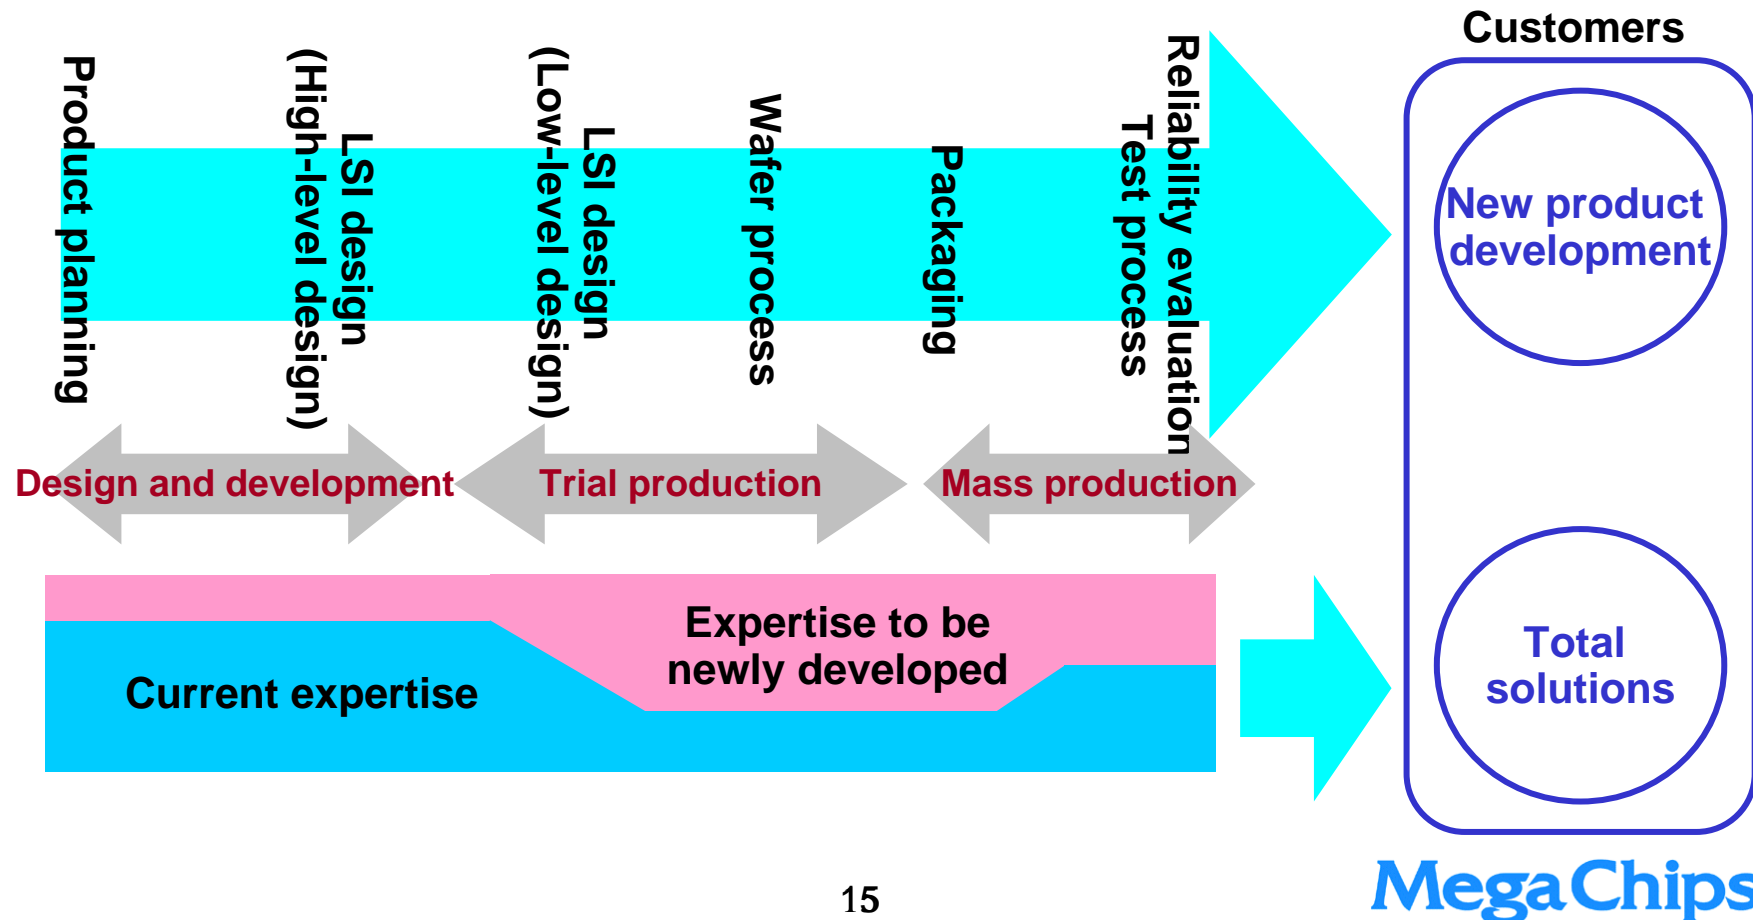 Customers
Product planning
LSI design
(High-level design)
LSI design
(Low-level design)
Wafer process
Packaging
Reliability evaluation
Test process
New product
development
Design and development
Trial production
Mass production
Expertise to be
newly developed
Current expertise
Total
solutions
15
MegaChips